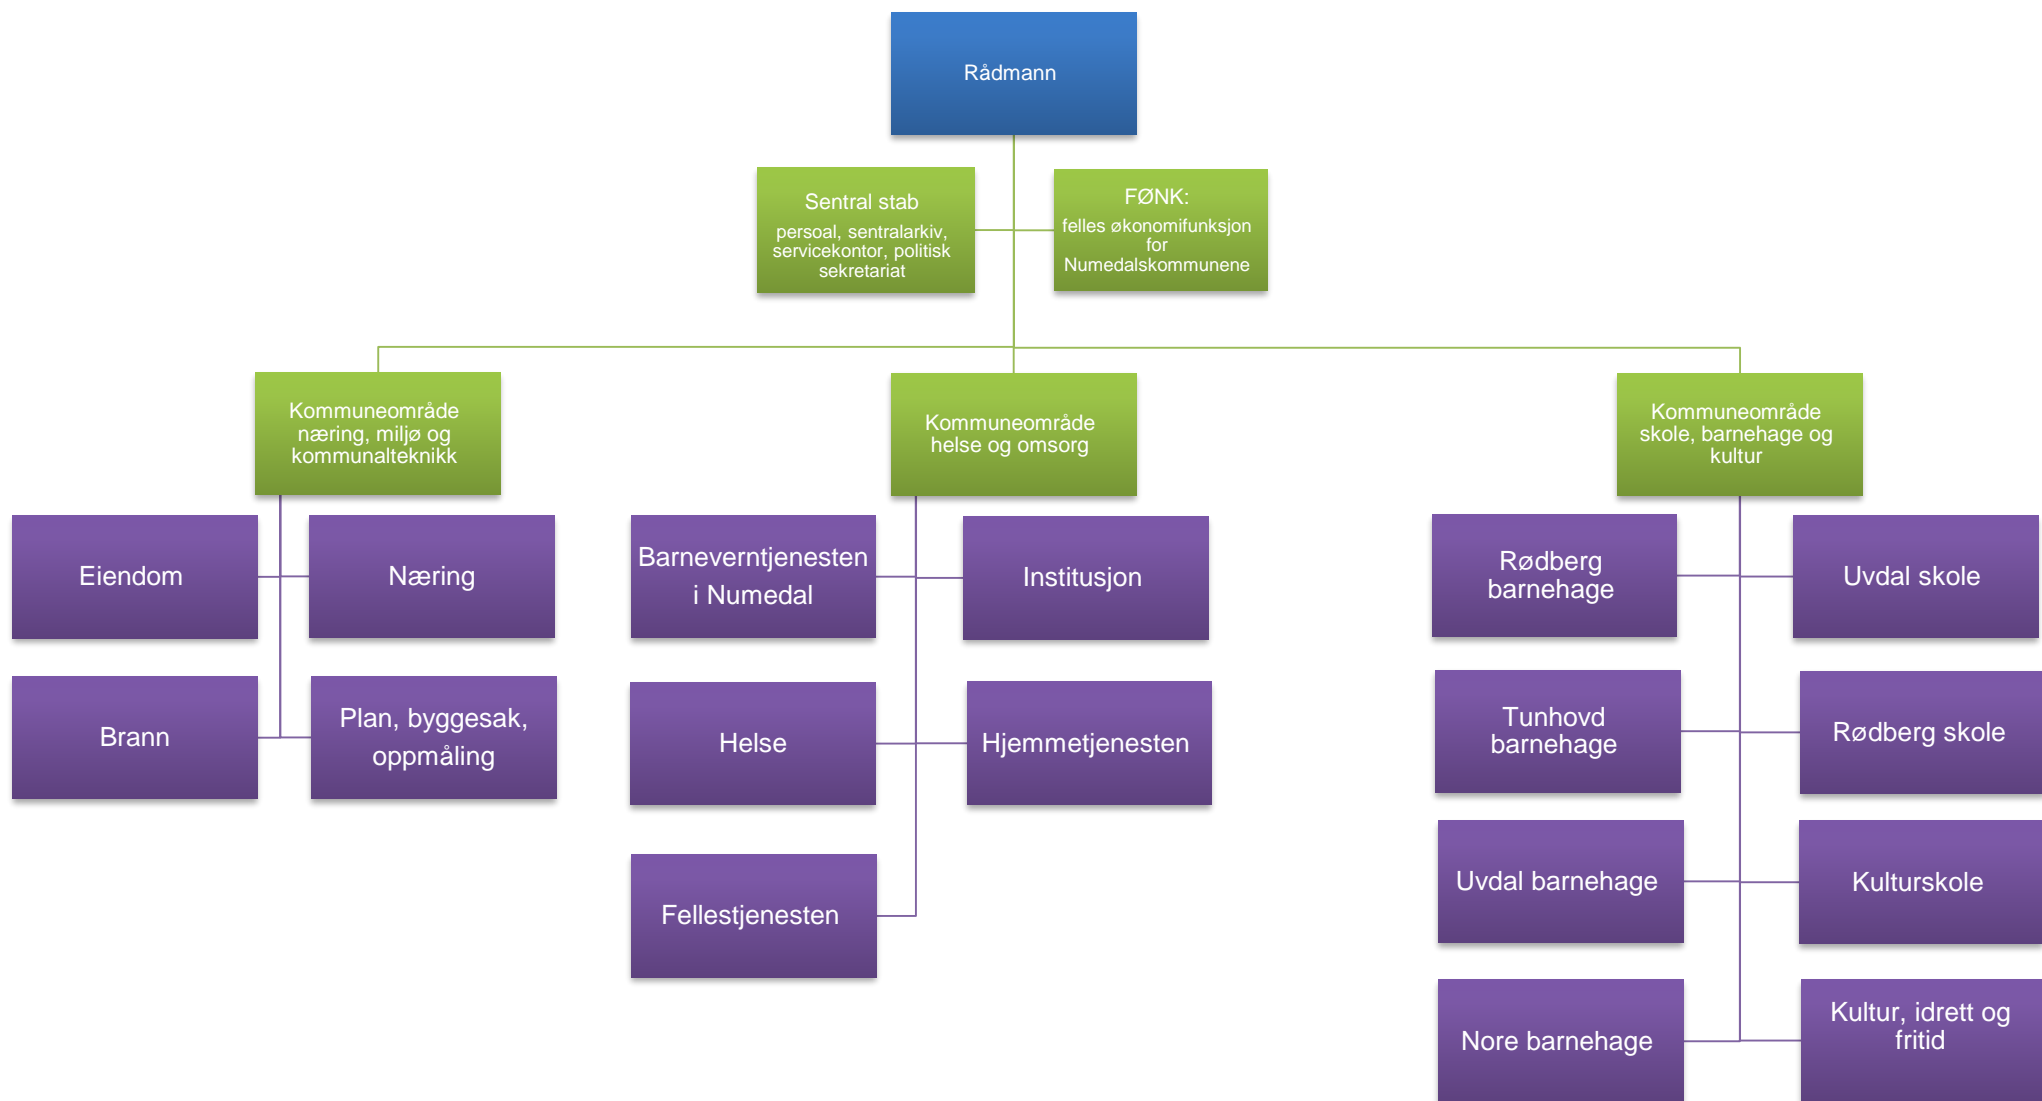 Rådmann
Sentral stab
persoal, sentralarkiv,
servicekontor, politisk
sekretariat
FØNK:
felles økonomifunksjon
for
Numedalskommunene
Kommuneområde
næring, miljø og
kommunalteknikk
Kommuneområde
helse og omsorg
Kommuneområde
skole, barnehage og
kultur
Eiendom
Næring
Brann
Plan, byggesak,
oppmåling
Barneverntjenesten
i Numedal
Institusjon
Helse
Hjemmetjenesten
Fellestjenesten
Rødberg
barnehage
Uvdal skole
Tunhovd
barnehage
Rødberg skole
Uvdal barnehage
Kulturskole
Nore barnehage
Kultur, idrett og
fritid